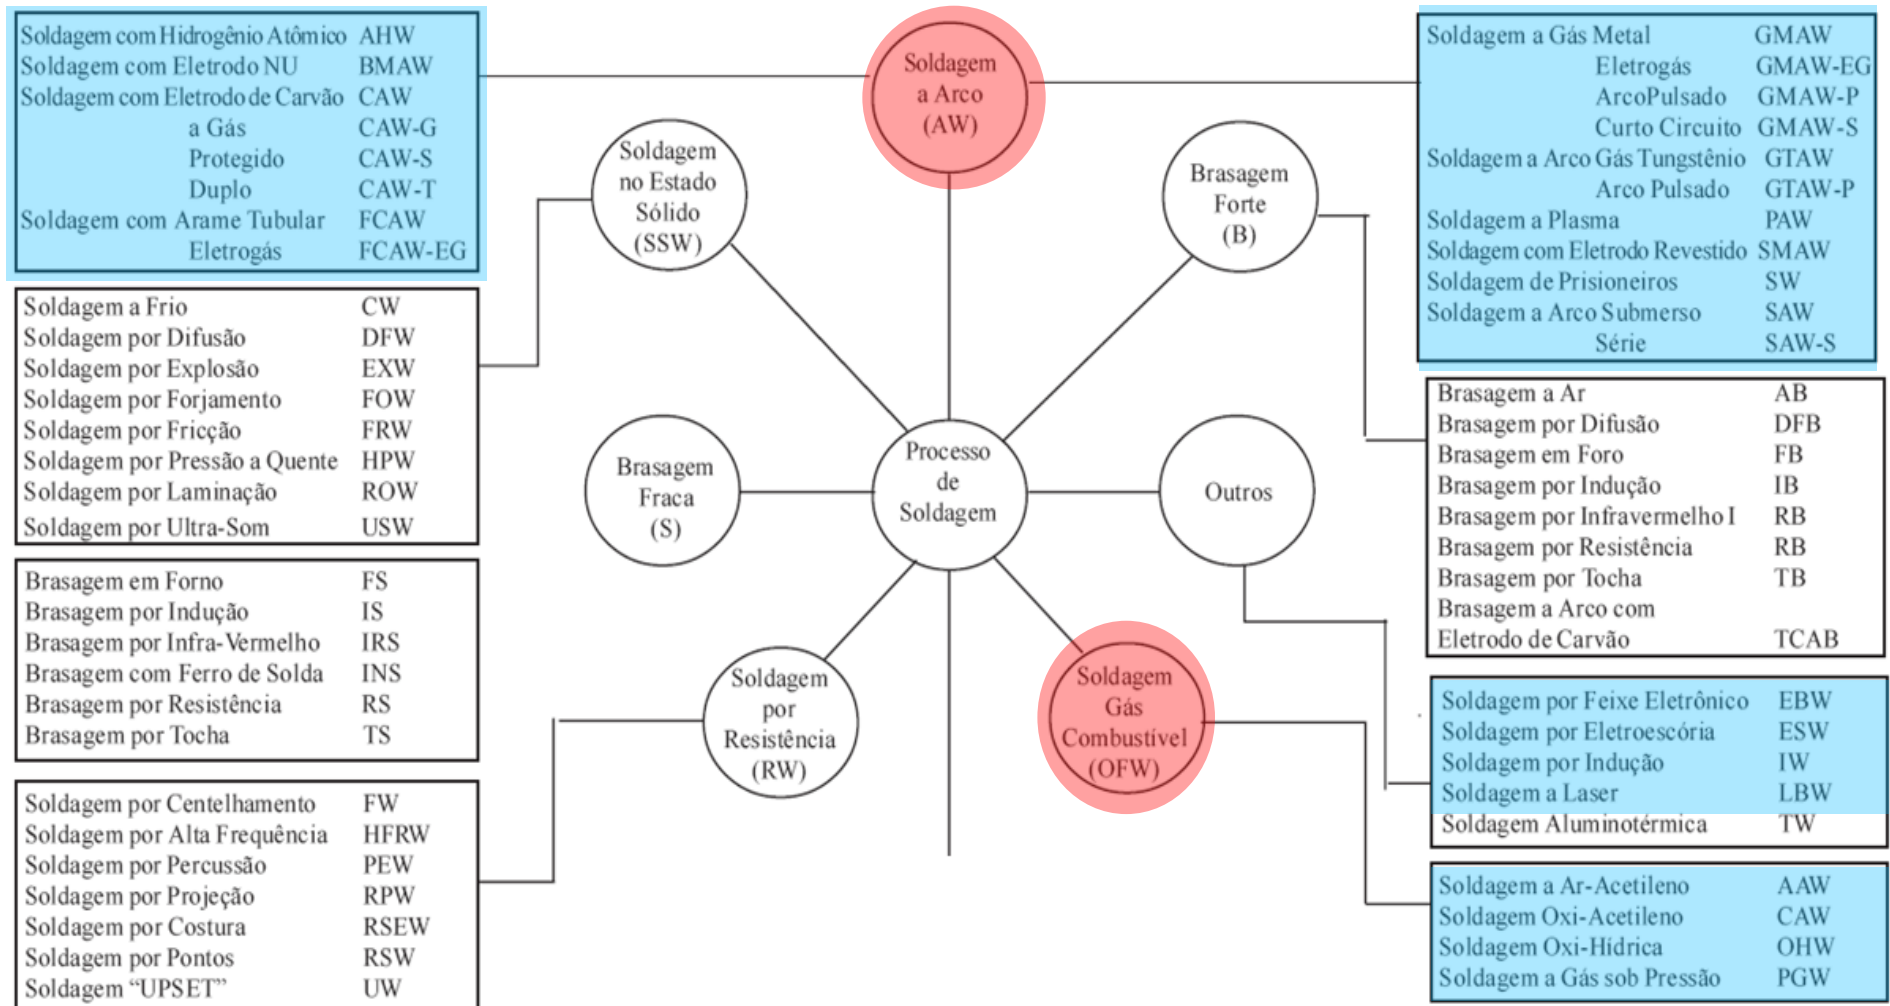 Soldagem com Hidrogênio Atômico AHW
Soldagem com Eletrodo NU BMAW
Soldagem com Eletrodo de Carvão CAW
a Gás CAW-G
Protegido CAW-S
Duplo CAW-T
Soldagem com Arame Tubular FCAW
Eletrogás FCAW-EG
Soldagem a Frio CW
Soldagem por Difusão DFW
Soldagem por Explosão EXW
Soldagem por Forjamento FOW
Soldagem por Fricção FRW
Soldagem por Pressão a Quente HPW
Soldagem por Laminação ROW
Soldagem por Ultra-Som USW
Brasagem em Forno FS
Brasagem por Indução IS
Brasagem por Infra-Vermelho IRS
Brasagem com Ferro de Solda INS
Brasagem por Resistência RS
Brasagem por Tocha TS
Soldagem por Centelhamento FW
Soldagem por Alta Frequência HFRW
Soldagem por Percussão PEW
Soldagem por Projeção RPW
Soldagem por Costura RSEW
Soldagem por Pontos RSW
Soldagem “UPSET” UW
Soldagem
a Arco
(AW)
Soldagem
no Estado
Sólido
(SSW)
Brasagem
Forte
(B)
Brasagem
Fraca
(S)
Processo
de
Soldagem
Outros
Soldagem
por
Resistência
(RW)
Soldagem
Gás
Combustível
(OFW)
Soldagem a Gás Metal GMAW
Eletrogás GMAW-EG
ArcoPulsado GMAW-P
Curto Circuito GMAW-S
Soldagem a Arco Gás Tungstênio GTAW
Arco Pulsado GTAW-P
Soldagem a Plasma PAW
Soldagem com Eletrodo Revestido SMAW
Soldagem de Prisioneiros SW
Soldagem a Arco Submerso SAW
Série SAW-S
Brasagem a Ar AB
Brasagem por Difusão DFB
Brasagem em Foro FB
Brasagem por Indução IB
Brasagem por Infravermelho I RB
Brasagem por Resistência RB
Brasagem por Tocha TB
Brasagem a Arco com
Eletrodo de Carvão TCAB
Soldagem por Feixe Eletrônico EBW
Soldagem por Eletroescória ESW
Soldagem por Indução IW
Soldagem a Laser LBW
Soldagem Aluminotérmica TW
Soldagem a Ar-Acetileno AAW
Soldagem Oxi-Acetileno CAW
Soldagem Oxi-Hídrica OHW
Soldagem a Gás sob Pressão PGW